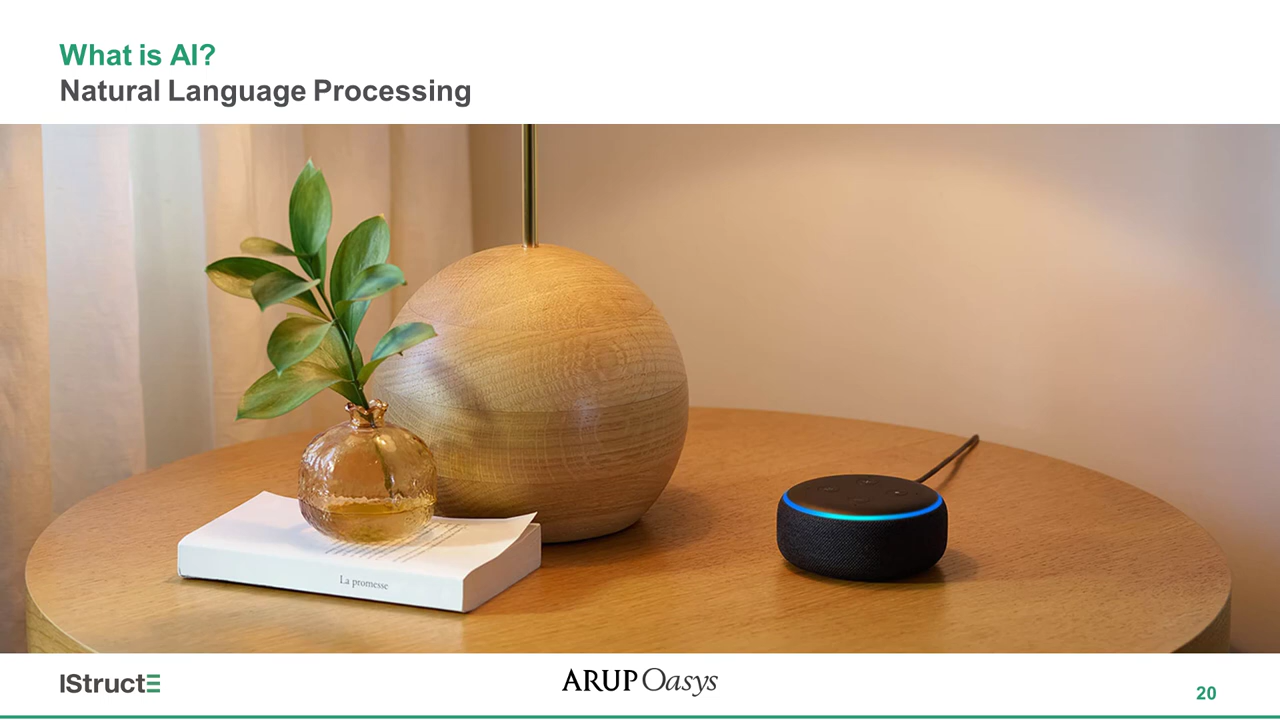 What is AI?
Natural Language Processing
La promesse
IStructE
ARUP Oasys
20